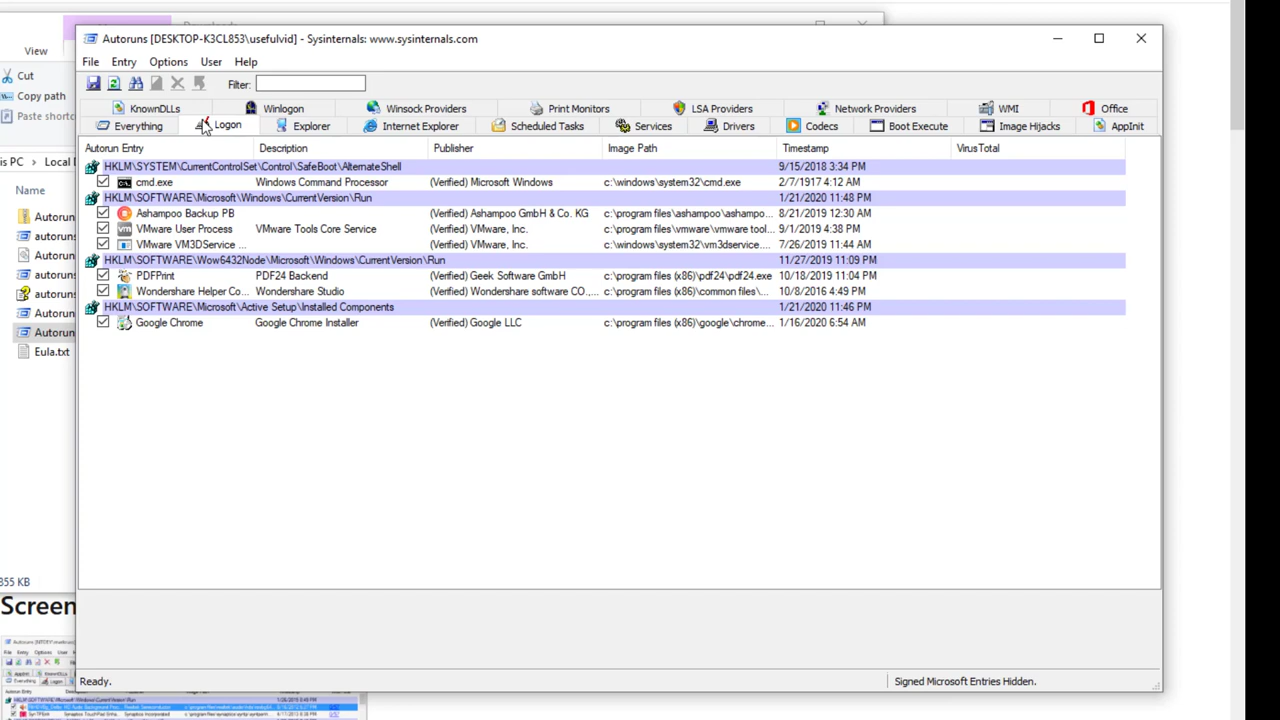 View
Cut
Copy path
Paste shortc
is PC > Local
Name
Autorun
autoruns
Autorun
autoruns
autoruns
Autorun
Autorun
Eula.txt
355 KB
Screen
Autoruns [DESKTOP-K3CL853\usefulvid] - Sysinternals: www.sysinternals.com
File Entry Options User Help
Filter:
KnownDLLs Winlogon Winsock Providers Print Monitors LSA Providers Network Providers WMI Office
Everything Logon Explorer Internet Explorer Scheduled Tasks Services Drivers Codecs Boot Execute Image Hijacks AppInit
Autorun Entry Description Publisher Image Path Timestamp VirusTotal
HKLM\SYSTEM\CurrentControlSet\Control\SafeBoot\AlternateShell 9/15/2018 3:34 PM
cmd.exe Windows Command Processor (Verified) Microsoft Windows c:\windows\system32\cmd.exe 2/7/1917 4:12 AM
HKLM\SOFTWARE\Microsoft\Windows\CurrentVersion\Run 1/21/2020 11:48 PM
Ashampoo Backup PB (Verified) Ashampoo GmbH & Co. KG c:\program files\ashampoo\ashampo... 8/21/2019 12:30 AM
VMware User Process VMware Tools Core Service (Verified) VMware, Inc. c:\program files\vmware\vmware tool... 9/1/2019 4:38 PM
VMware VM3DService ... (Verified) VMware, Inc. c:\windows\system32\vm3dservice.... 7/26/2019 11:44 AM
HKLM\SOFTWARE\Wow6432Node\Microsoft\Windows\CurrentVersion\Run 11/27/2019 11:09 PM
PDFPrint PDF24 Backend (Verified) Geek Software GmbH c:\program files (x86)\pdf24\pdf24.exe 10/18/2019 11:04 PM
Wondershare Helper Co... Wondershare Studio (Verified) Wondershare software CO.,... c:\program files (x86)\common files\... 10/8/2016 4:49 PM
HKLM\SOFTWARE\Microsoft\Active Setup\Installed Components 1/21/2020 11:46 PM
Google Chrome Google Chrome Installer (Verified) Google LLC c:\program files (x86)\google\chrome... 1/16/2020 6:54 AM
Ready.
Signed Microsoft Entries Hidden.